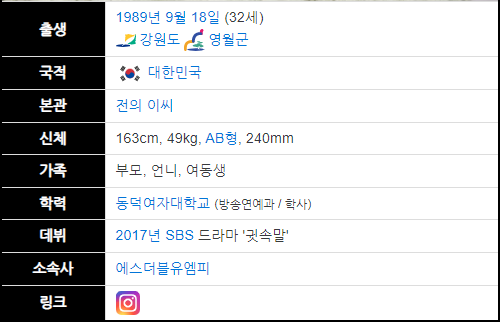 출생
1989년 9월 18일 (32세)
강원도 영월군
국적
대한민국
본관
전의 이씨
신체
163cm, 49kg, AB형, 240mm
가족
부모, 언니, 여동생
학력
동덕여자대학교 (방송연예과 / 학사)
데뷔
2017년 SBS 드라마 '귓속말'
소속사
에스더블유엠피
링크